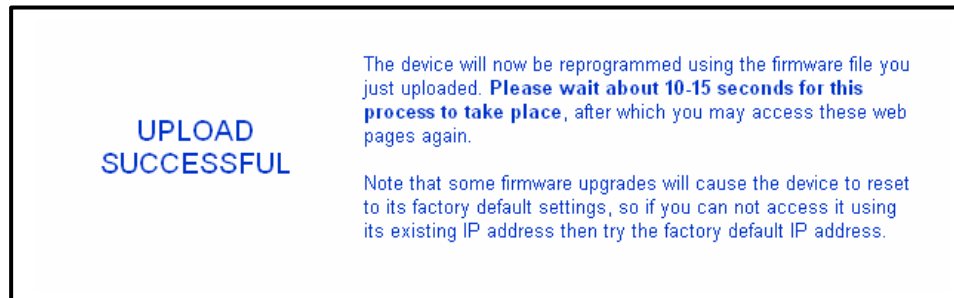 UPLOAD
SUCCESSFUL
The device will now be reprogrammed using the firmware file you
just uploaded. Please wait about 10-15 seconds for this
process to take place, after which you may access these web
pages again.
Note that some firmware upgrades will cause the device to reset
to its factory default settings, so if you can not access it using
its existing IP address then try the factory default IP address.